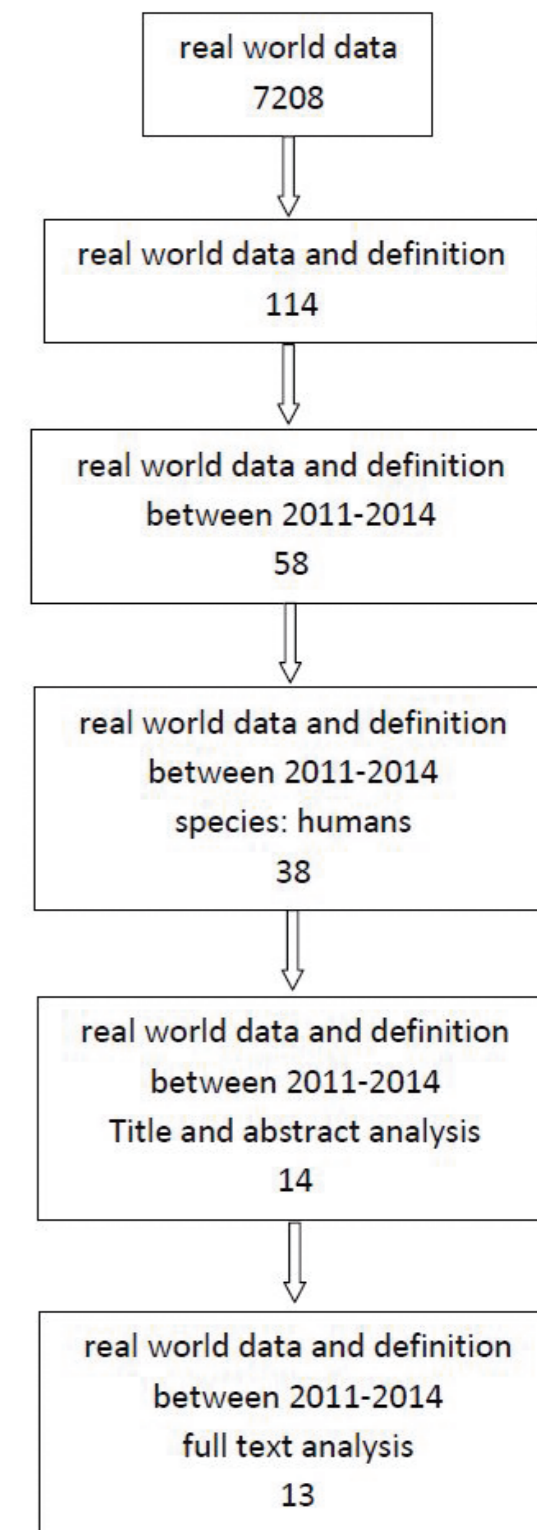 real world data
7208
real world data and definition
114
real world data and definition
between 2011-2014
58
real world data and definition
between 2011-2014
species: humans
38
real world data and definition
between 2011-2014
Title and abstract analysis
14
real world data and definition
between 2011-2014
full text analysis
13